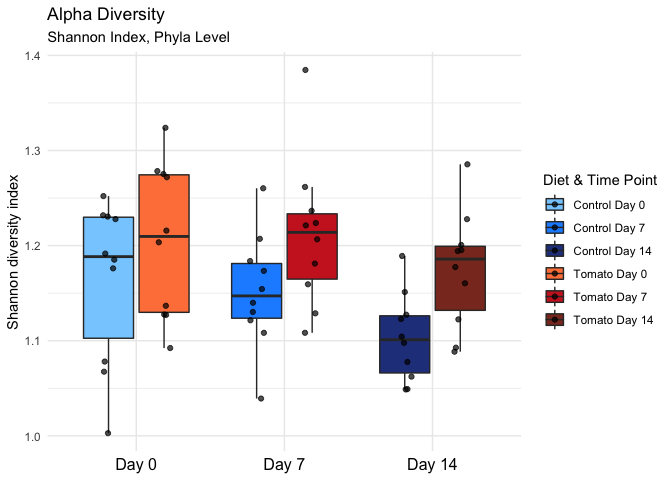 Alpha Diversity
Shannon Index, Phyla Level
Shannon diversity index
1.4
1.3
1.2
1.1
1.0
Day 0
Day 7
Day 14
Diet & Time Point
Control Day 0
Control Day 7
Control Day 14
Tomato Day 0
Tomato Day 7
Tomato Day 14